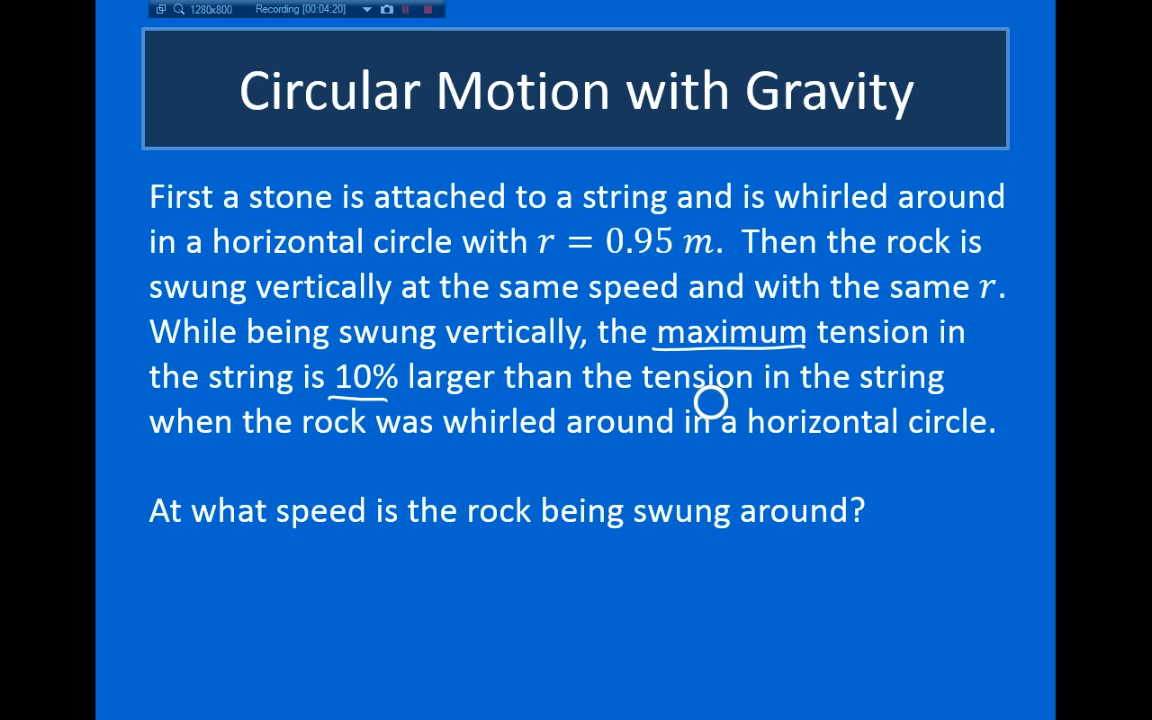 1280x800 Recording [00:04:20]
Circular Motion with Gravity
First a stone is attached to a string and is whirled around
in a horizontal circle with r = 0.95 m. Then the rock is
swung vertically at the same speed and with the same r.
While being swung vertically, the maximum tension in
the string is 10% larger than the tension in the string
when the rock was whirled around in a horizontal circle.
At what speed is the rock being swung around?